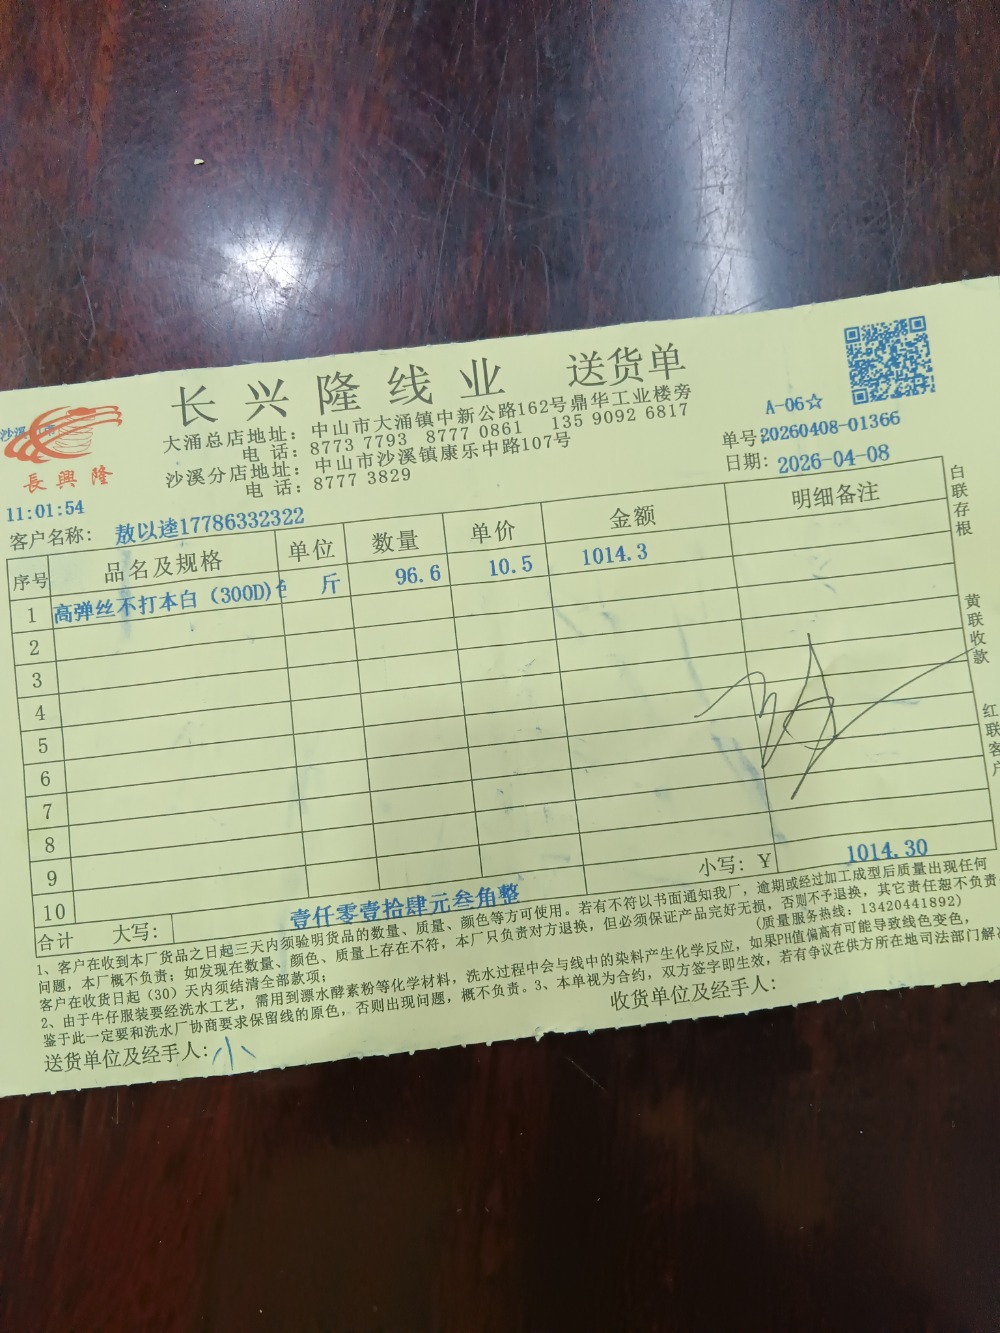 长兴隆线业 送货单
大涌总店地址：中山市大涌镇中新公路162号鼎华工业楼旁
电 话：8773 7793 8777 0861 135 9092 6817
沙溪分店地址：中山市沙溪镇康乐中路107号
电 话：8777 3829
長興隆
A-06☆
单号20260408-01366
日期：2026-04-08
11:01:54
客户名称：敖以逵17786332322
序号 品名及规格 单位 数量 单价 金额 明细备注
1 高弹丝不打本白（300D) 斤 96.6 10.5 1014.3
2
3
4
5
6
7
8
9
10
合计 大写：壹仟零壹拾肆元叁角整 小写：Y 1014.30
1、客户在收到本厂货品之日起三天内须验明货品的数量、质量、颜色等方可使用。若有不符以书面通知我厂，逾期或经过加工成型后质量出现任何
问题，本厂概不负责；如发现在数量、颜色、质量上存在不符，本厂只负责对方退换，但必须保证产品完好无损，否则不予退换，其它责任恕不负责
客户在收货日起（30）天内须结清全部款项；（质量服务热线：13420441892）
2、由于牛仔服装要经洗水工艺，需用到漂水酵素粉等化学材料，洗水过程中会与线中的染料产生化学反应，如果PH值偏高有可能导致线色变色，
鉴于此一定要和洗水厂协商要求保留线的原色，否则出现问题，概不负责。3、本单视为合约，双方签字即生效，若有争议在供方所在地司法部门解
送货单位及经手人：小
收货单位及经手人：
白联存根
黄联收款
红联客户